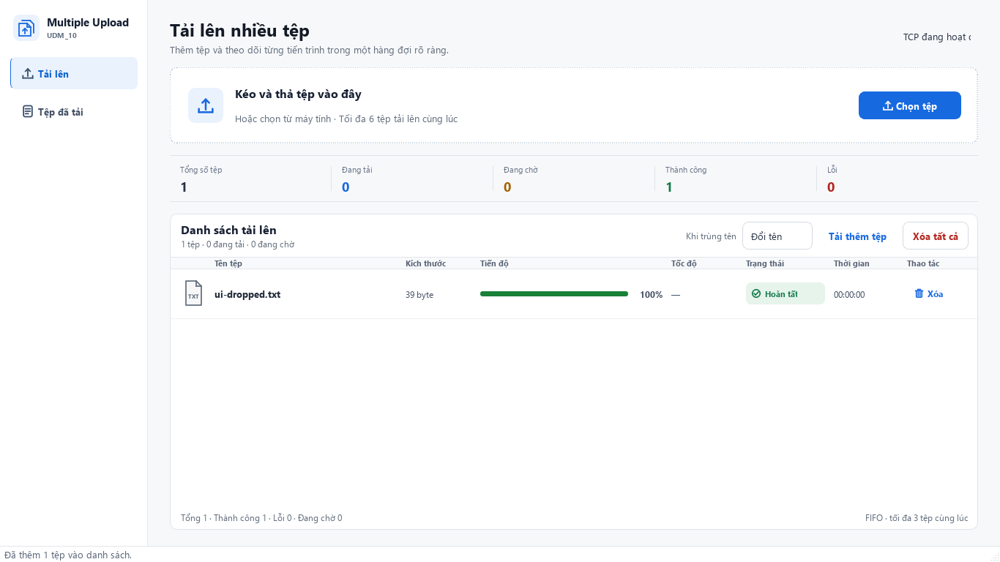 Multiple Upload
UDM_10
Tải lên
Tệp đã tải
Tải lên nhiều tệp
Thêm tệp và theo dõi từng tiến trình trong một hàng đợi rõ ràng.
TCP đang hoạt
Kéo và thả tệp vào đây
Hoặc chọn từ máy tính · Tối đa 6 tệp tải lên cùng lúc
Chọn tệp
Tổng số tệp
1
Đang tải
0
Đang chờ
0
Thành công
1
Lỗi
0
Danh sách tải lên
1 tệp · 0 đang tải · 0 đang chờ
Khi trùng tên
Đổi tên
Tải thêm tệp
Xóa tất cả
Tên tệp Kích thước Tiến độ Tốc độ Trạng thái Thời gian Thao tác
TXT
ui-dropped.txt 39 byte 100% — Hoàn tất 00:00:00 Xóa
Tổng 1 · Thành công 1 · Lỗi 0 · Đang chờ 0
FIFO · tối đa 3 tệp cùng lúc
Đã thêm 1 tệp vào danh sách.